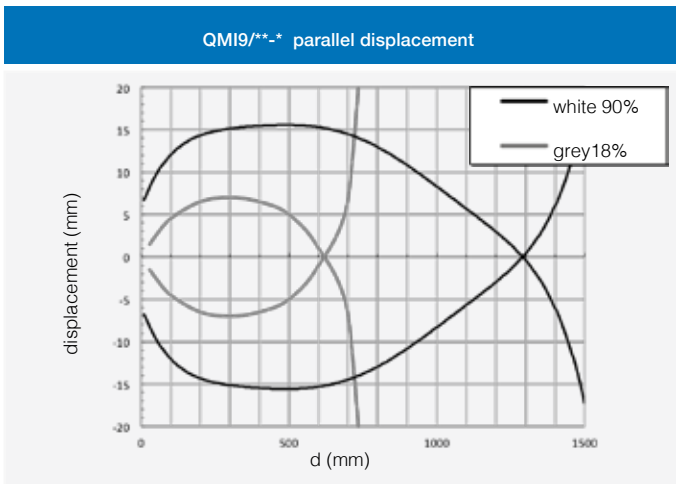 QMI9/**-* parallel displacement
white 90%
grey18%
20
15
10
5
0
-5
-10
-15
-20
displacement (mm)
0 500 1000 1500
d (mm)